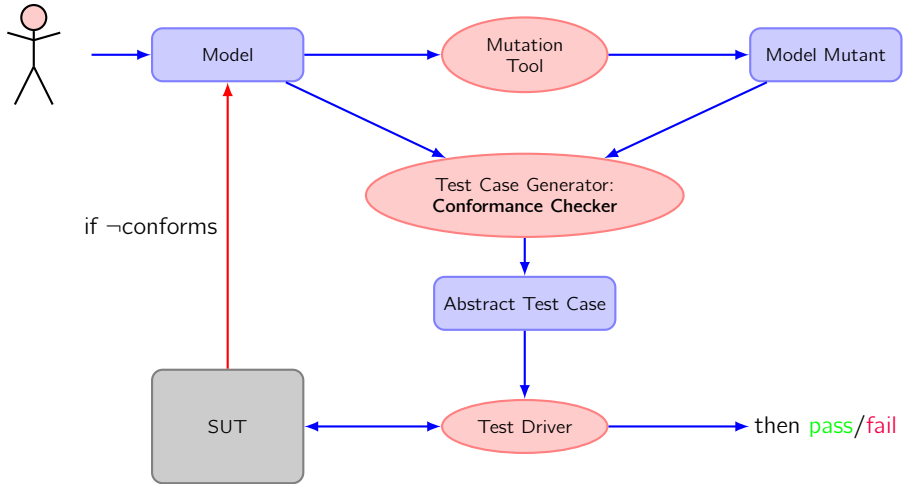 Model
Mutation
Tool
Model Mutant
Test Case Generator:
Conformance Checker
if ¬conforms
Abstract Test Case
SUT
Test Driver
then pass/fail